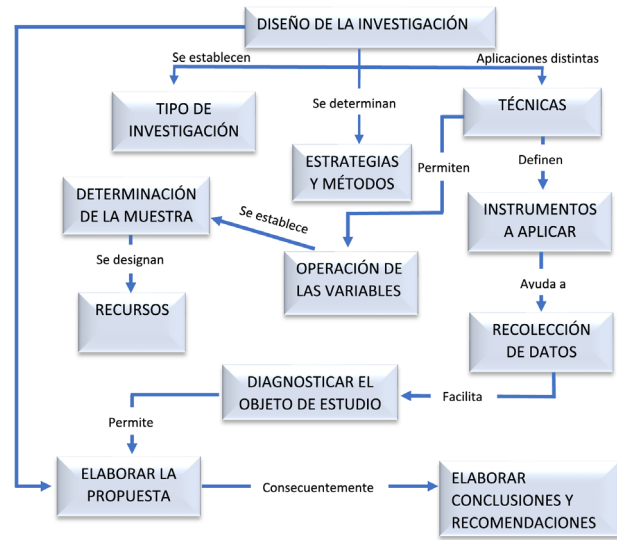 DISEÑO DE LA INVESTIGACIÓN
Se establecen
Aplicaciones distintas
TIPO DE
INVESTIGACIÓN
Se determinan
TÉCNICAS
ESTRATEGIAS
Y MÉTODOS
Permiten
Definen
DETERMINACIÓN
DE LA MUESTRA
Se establece
INSTRUMENTOS
A APLICAR
Se designan
OPERACIÓN DE
LAS VARIABLES
Ayuda a
RECURSOS
RECOLECCIÓN
DE DATOS
DIAGNOSTICAR EL
OBJETO DE ESTUDIO
Facilita
Permite
ELABORAR LA
PROPUESTA
Consecuentemente
ELABORAR
CONCLUSIONES Y
RECOMENDACIONES